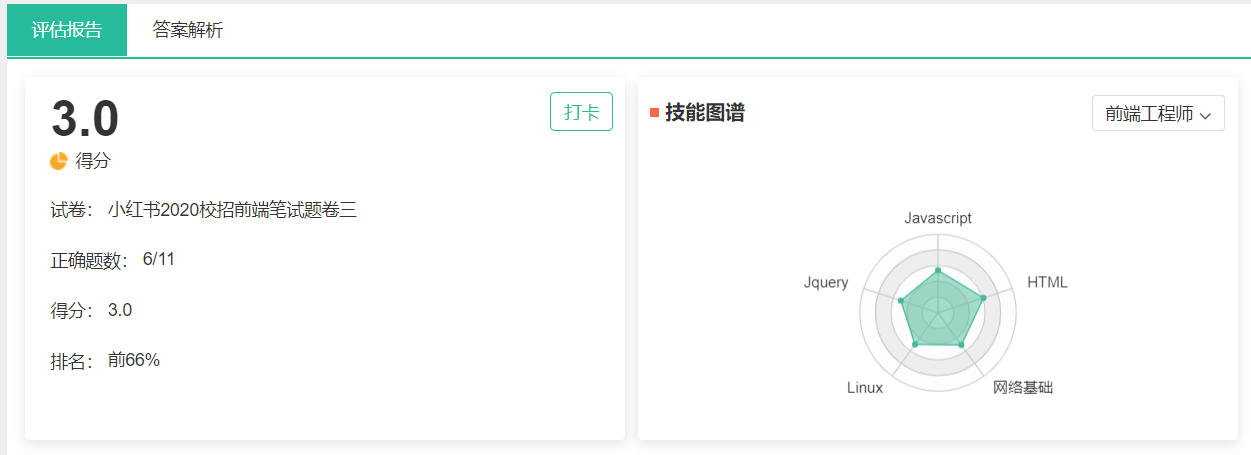 评估报告 答案解析
3.0
打卡
得分
试卷： 小红书2020校招前端笔试题卷三
正确题数： 6/11
得分： 3.0
排名： 前66%
技能图谱
前端工程师
Javascript
Jquery
HTML
Linux
网络基础